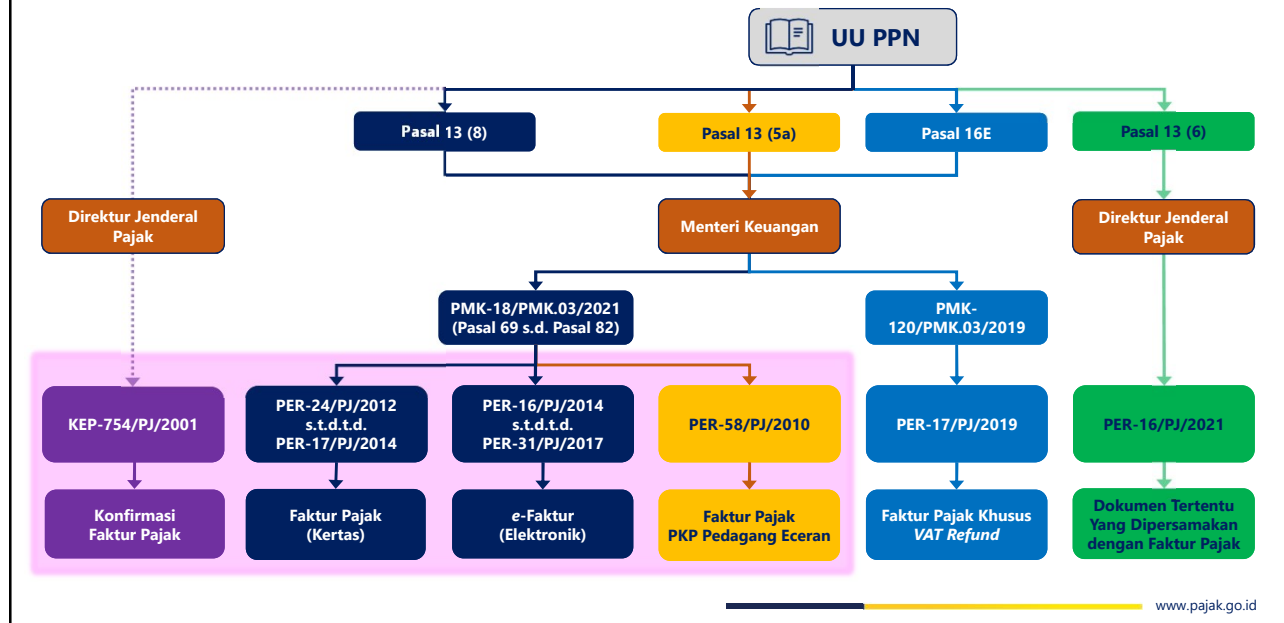 UU PPN
Pasal 13 (8)
Pasal 13 (5a)
Pasal 16E
Pasal 13 (6)
Direktur Jenderal
Pajak
Menteri Keuangan
Direktur Jenderal
Pajak
PMK-18/PMK.03/2021
(Pasal 69 s.d. Pasal 82)
PMK-
120/PMK.03/2019
KEP-754/PJ/2001
PER-24/PJ/2012
s.t.d.t.d.
PER-17/PJ/2014
PER-16/PJ/2014
s.t.d.t.d.
PER-31/PJ/2017
PER-58/PJ/2010
PER-17/PJ/2019
PER-16/PJ/2021
Konfirmasi
Faktur Pajak
Faktur Pajak
(Kertas)
e-Faktur
(Elektronik)
Faktur Pajak
PKP Pedagang Eceran
Faktur Pajak Khusus
VAT Refund
Dokumen Tertentu
Yang Dipersamakan
dengan Faktur Pajak
www.pajak.go.id